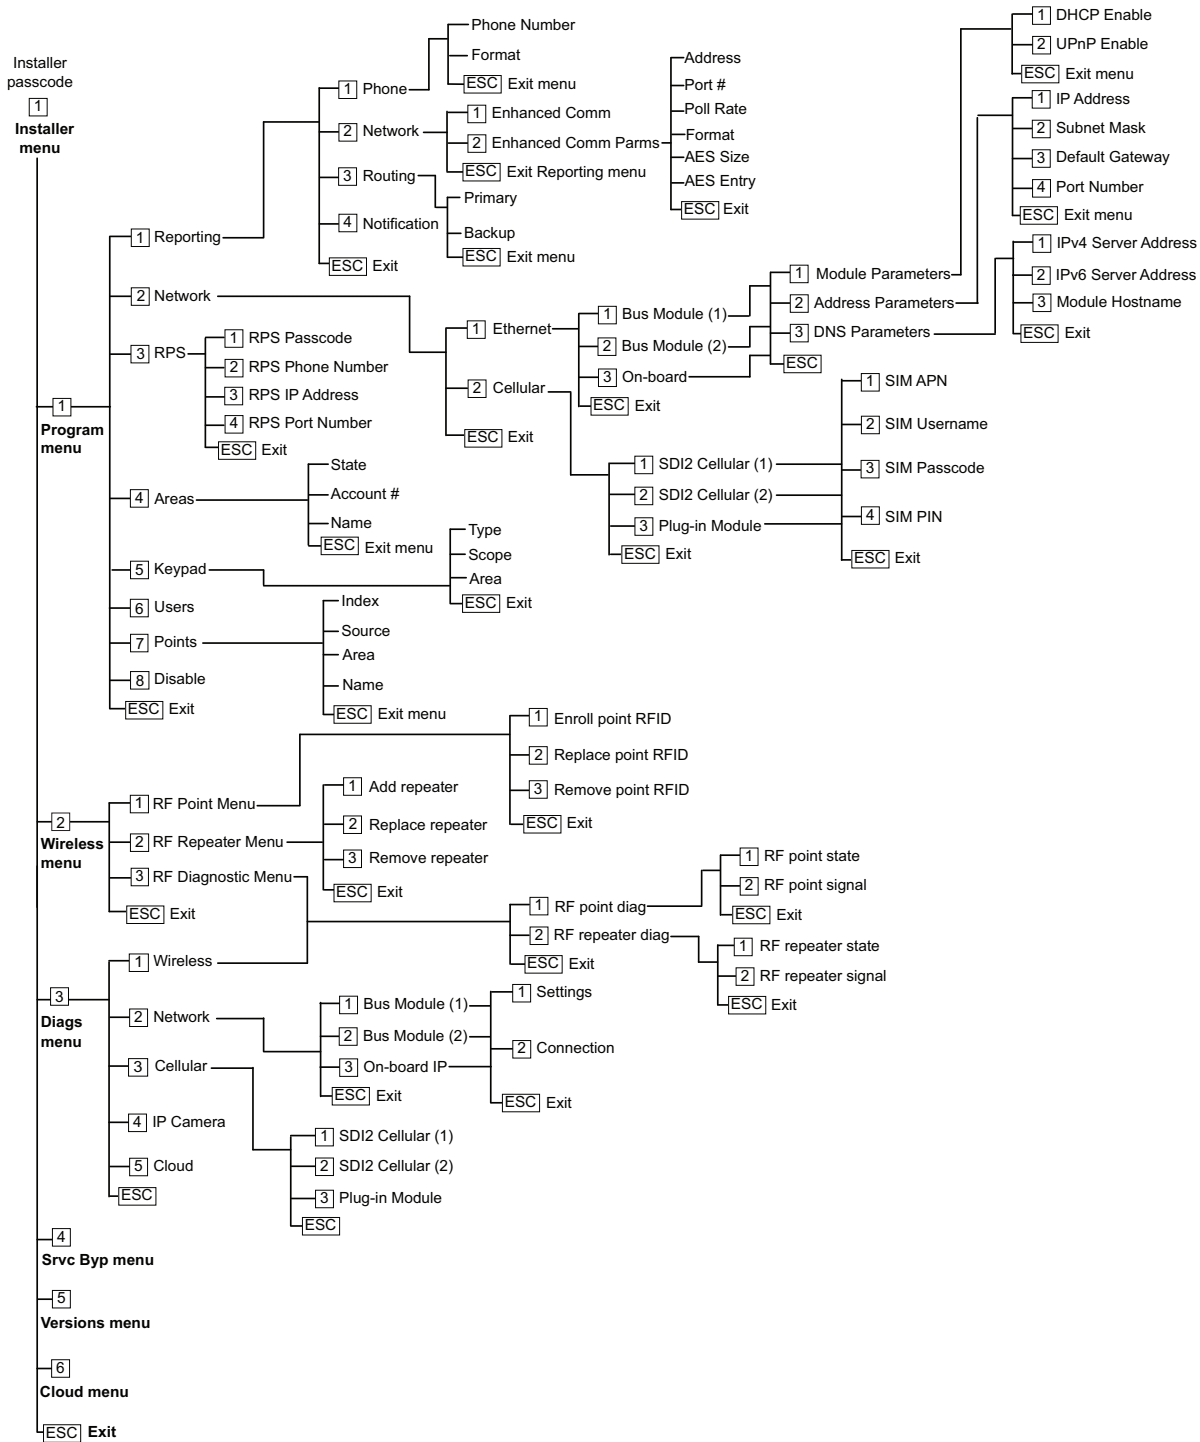 Installer
passcode
1
Installer
menu
1
Program
menu
1 Reporting
1 Phone
Phone Number
Format
ESC Exit menu
2 Network
1 Enhanced Comm
2 Enhanced Comm Parms
Address
Port #
Poll Rate
Format
AES Size
AES Entry
ESC Exit
ESC Exit Reporting menu
3 Routing
Primary
Backup
ESC Exit menu
4 Notification
ESC Exit
2 Network
1 Ethernet
1 Bus Module (1)
2 Bus Module (2)
3 On-board
ESC Exit
1 Module Parameters
1 DHCP Enable
2 UPnP Enable
ESC Exit menu
2 Address Parameters
1 IP Address
2 Subnet Mask
3 Default Gateway
4 Port Number
ESC Exit menu
3 DNS Parameters
1 IPv4 Server Address
2 IPv6 Server Address
3 Module Hostname
ESC Exit
ESC
2 Cellular
1 SDI2 Cellular (1)
2 SDI2 Cellular (2)
3 Plug-in Module
ESC Exit
1 SIM APN
2 SIM Username
3 SIM Passcode
4 SIM PIN
ESC Exit
ESC Exit
3 RPS
1 RPS Passcode
2 RPS Phone Number
3 RPS IP Address
4 RPS Port Number
ESC Exit
4 Areas
State
Account #
Name
ESC Exit menu
5 Keypad
Type
Scope
Area
ESC Exit
6 Users
7 Points
Index
Source
Area
Name
ESC Exit menu
8 Disable
ESC Exit
2
Wireless
menu
1 RF Point Menu
1 Enroll point RFID
2 Replace point RFID
3 Remove point RFID
ESC Exit
2 RF Repeater Menu
1 Add repeater
2 Replace repeater
3 Remove repeater
ESC Exit
3 RF Diagnostic Menu
ESC Exit
3
Diags
menu
1 Wireless
1 RF point diag
1 RF point state
2 RF point signal
ESC Exit
2 RF repeater diag
1 RF repeater state
2 RF repeater signal
ESC Exit
ESC Exit
2 Network
1 Bus Module (1)
2 Bus Module (2)
3 On-board IP
ESC Exit
1 Settings
2 Connection
ESC Exit
3 Cellular
1 SDI2 Cellular (1)
2 SDI2 Cellular (2)
3 Plug-in Module
ESC
4 IP Camera
5 Cloud
ESC
4
Srvc Byp menu
5
Versions menu
6
Cloud menu
ESC Exit